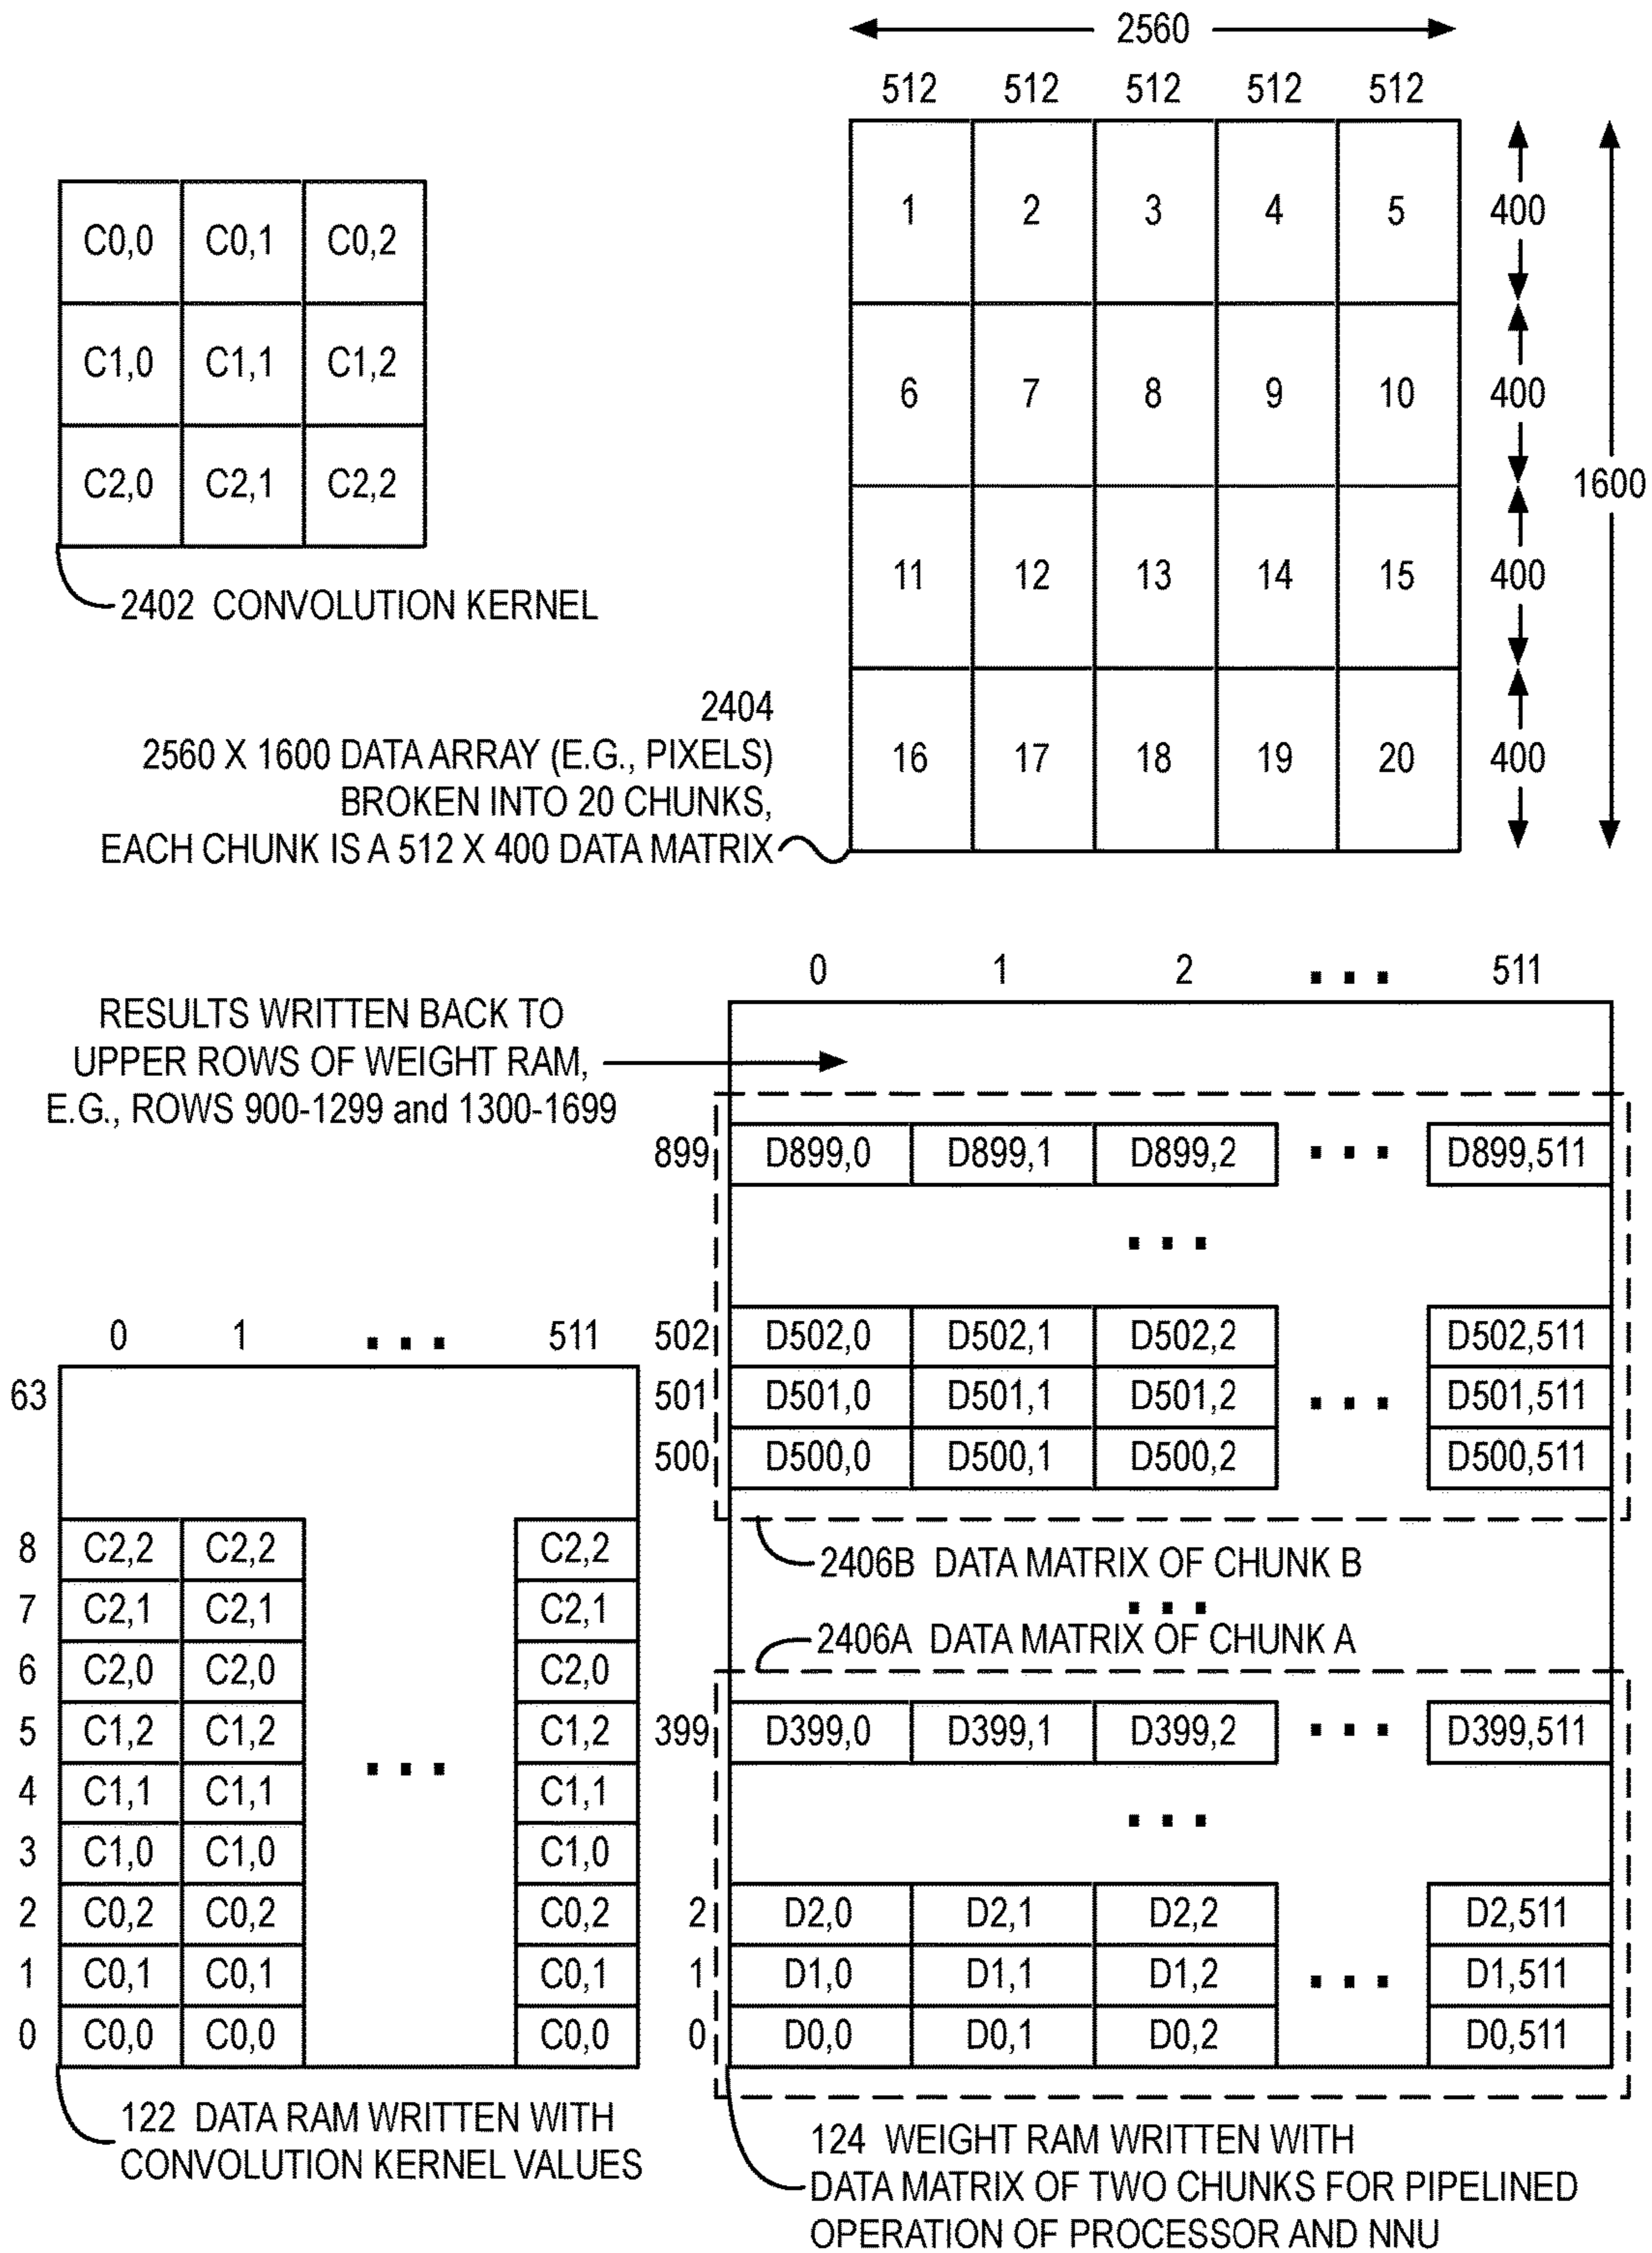 2560
512 512 512 512 512
1 2 3 4 5 400
6 7 8 9 10 400
1600
11 12 13 14 15 400
16 17 18 19 20 400
C0,0 C0,1 C0,2
C1,0 C1,1 C1,2
C2,0 C2,1 C2,2
2402 CONVOLUTION KERNEL
2404
2560 X 1600 DATA ARRAY (E.G., PIXELS)
BROKEN INTO 20 CHUNKS,
EACH CHUNK IS A 512 X 400 DATA MATRIX
RESULTS WRITTEN BACK TO
UPPER ROWS OF WEIGHT RAM,
E.G., ROWS 900-1299 and 1300-1699
0 1 ... 511
63
8 C2,2 C2,2 C2,2
7 C2,1 C2,1 C2,1
6 C2,0 C2,0 C2,0
5 C1,2 C1,2 C1,2
...
4 C1,1 C1,1 C1,1
3 C1,0 C1,0 C1,0
2 C0,2 C0,2 C0,2
1 C0,1 C0,1 C0,1
0 C0,0 C0,0 C0,0
122 DATA RAM WRITTEN WITH
CONVOLUTION KERNEL VALUES
0 1 2 ... 511
899 D899,0 D899,1 D899,2 ... D899,511
...
502 D502,0 D502,1 D502,2 D502,511
501 D501,0 D501,1 D501,2 ... D501,511
500 D500,0 D500,1 D500,2 D500,511
2406B DATA MATRIX OF CHUNK B
...
2406A DATA MATRIX OF CHUNK A
399 D399,0 D399,1 D399,2 ... D399,511
...
2 D2,0 D2,1 D2,2 D2,511
1 D1,0 D1,1 D1,2 ... D1,511
0 D0,0 D0,1 D0,2 D0,511
124 WEIGHT RAM WRITTEN WITH
DATA MATRIX OF TWO CHUNKS FOR PIPELINED
OPERATION OF PROCESSOR AND NNU